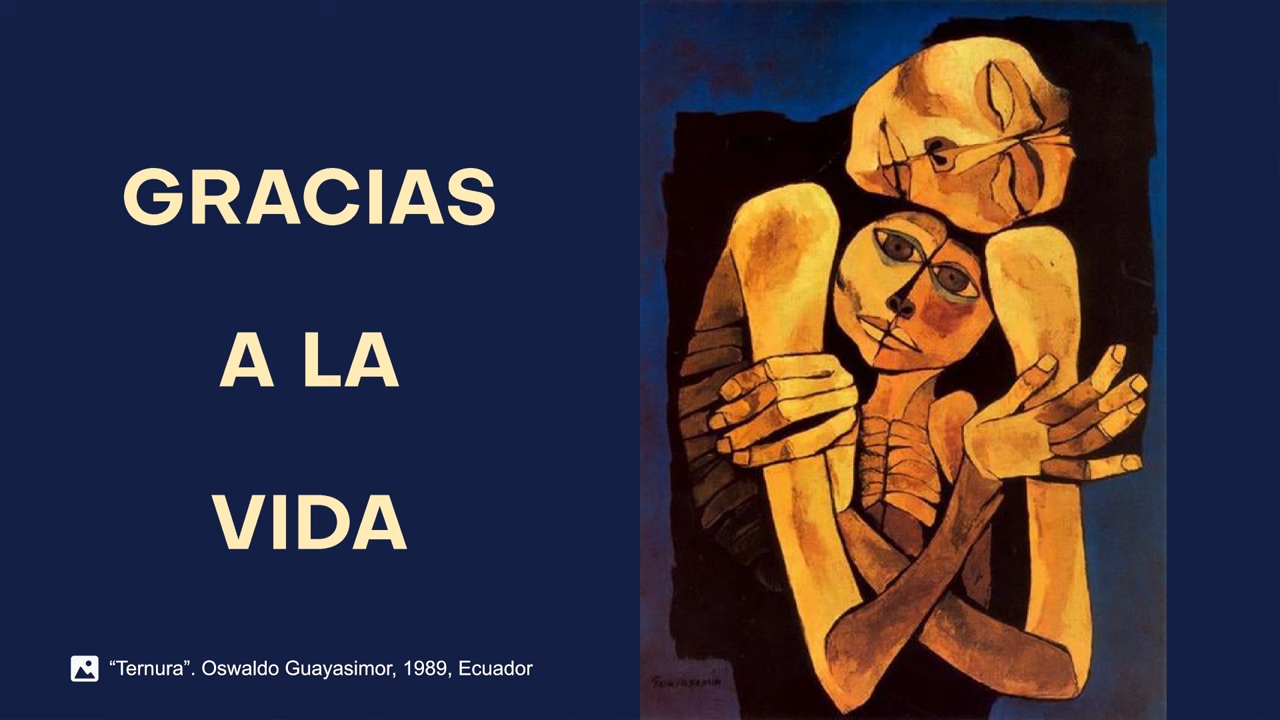 GRACIAS
A LA
VIDA
“Ternura”. Oswaldo Guayasimor, 1989, Ecuador